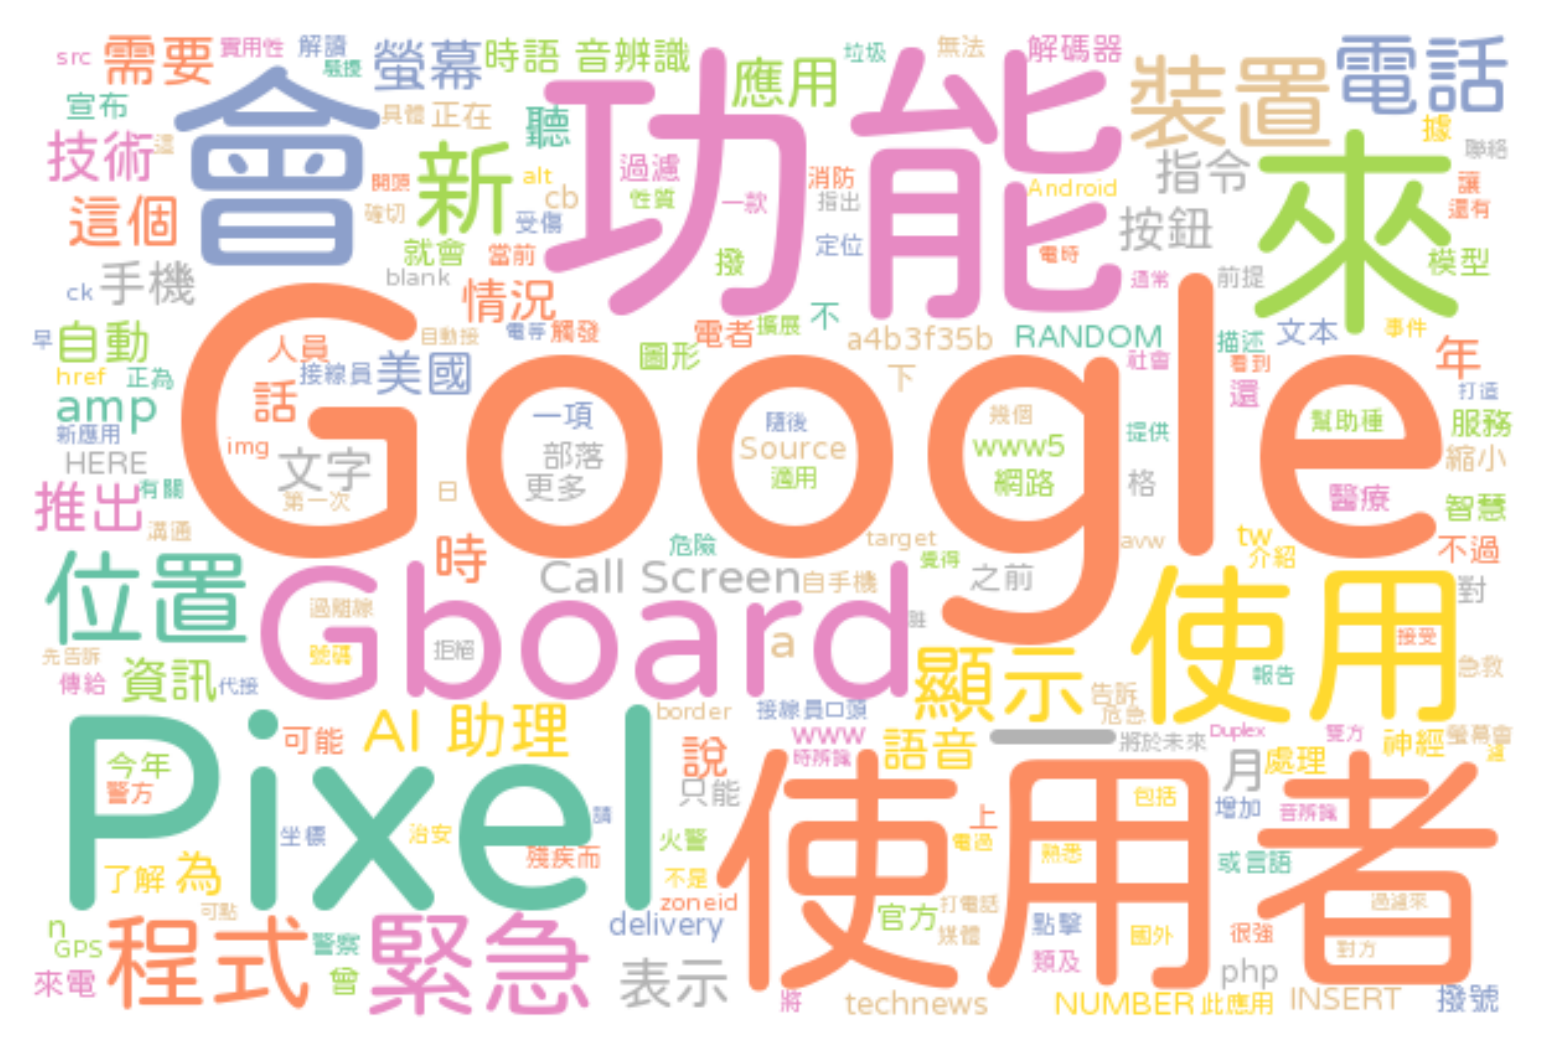 src 需要 實用性 解讀 騷擾 螢幕 時語 音辨識 應用 垃圾 無法 解碼器 裝置 電話
宣布 會 具體 正在 聽 功能 據
技術 這 開頭 新 alt cb 過濾 性質 一款 消防 指出 Android 指令 來 聯絡 讓
這個 確切 受傷 定位 按鈕 還有
手機 就會 當前 撥 電時 通常 前提 模型
ck blank 情況
早 自動 人員 自動接 電等 觸發 電者 擴展 不 a4b3f35b RANDOM 描述 文本 事件 年
href 正為 接線員 美國 圖形 下 社會 看到 打造
amp 話 Google 一項 隨後 幾個 還 幫助種 服務
新應用 img 文字 部落 Source www5 提供 縮小
HERE 第一次 日 更多 適用 網路 格 醫療 智慧
推出 有關
溝通 時 危險 target avw tw 不過
位置 Gboard Call Screen 自手機 覺得 之前 介紹 使用 對
過離線 號碼 拒絕 a 雖 接受
先告訴 資訊 代接 顯示 告訴 報告 急救
傳給 border 接線員口頭 危急
Pixel 可能 AI 助理 說 www 語音 一 將於未來 Duplex 雙方 神經 螢幕會
今年 時辨識 月 處理
警方 只能 使用者 包括 增加 音辨識
坐標 治安 請 火警 上 電過 熟悉 或言語
了解 為 殘疾而 不是
可點 zoneid 官方 打電話 點擊 國外 很強 過濾來
n GPS 程式 警察 緊急 delivery 媒體 類及 對方
來電 曾 表示 php
將 technews NUMBER 此應用 INSERT 撥號